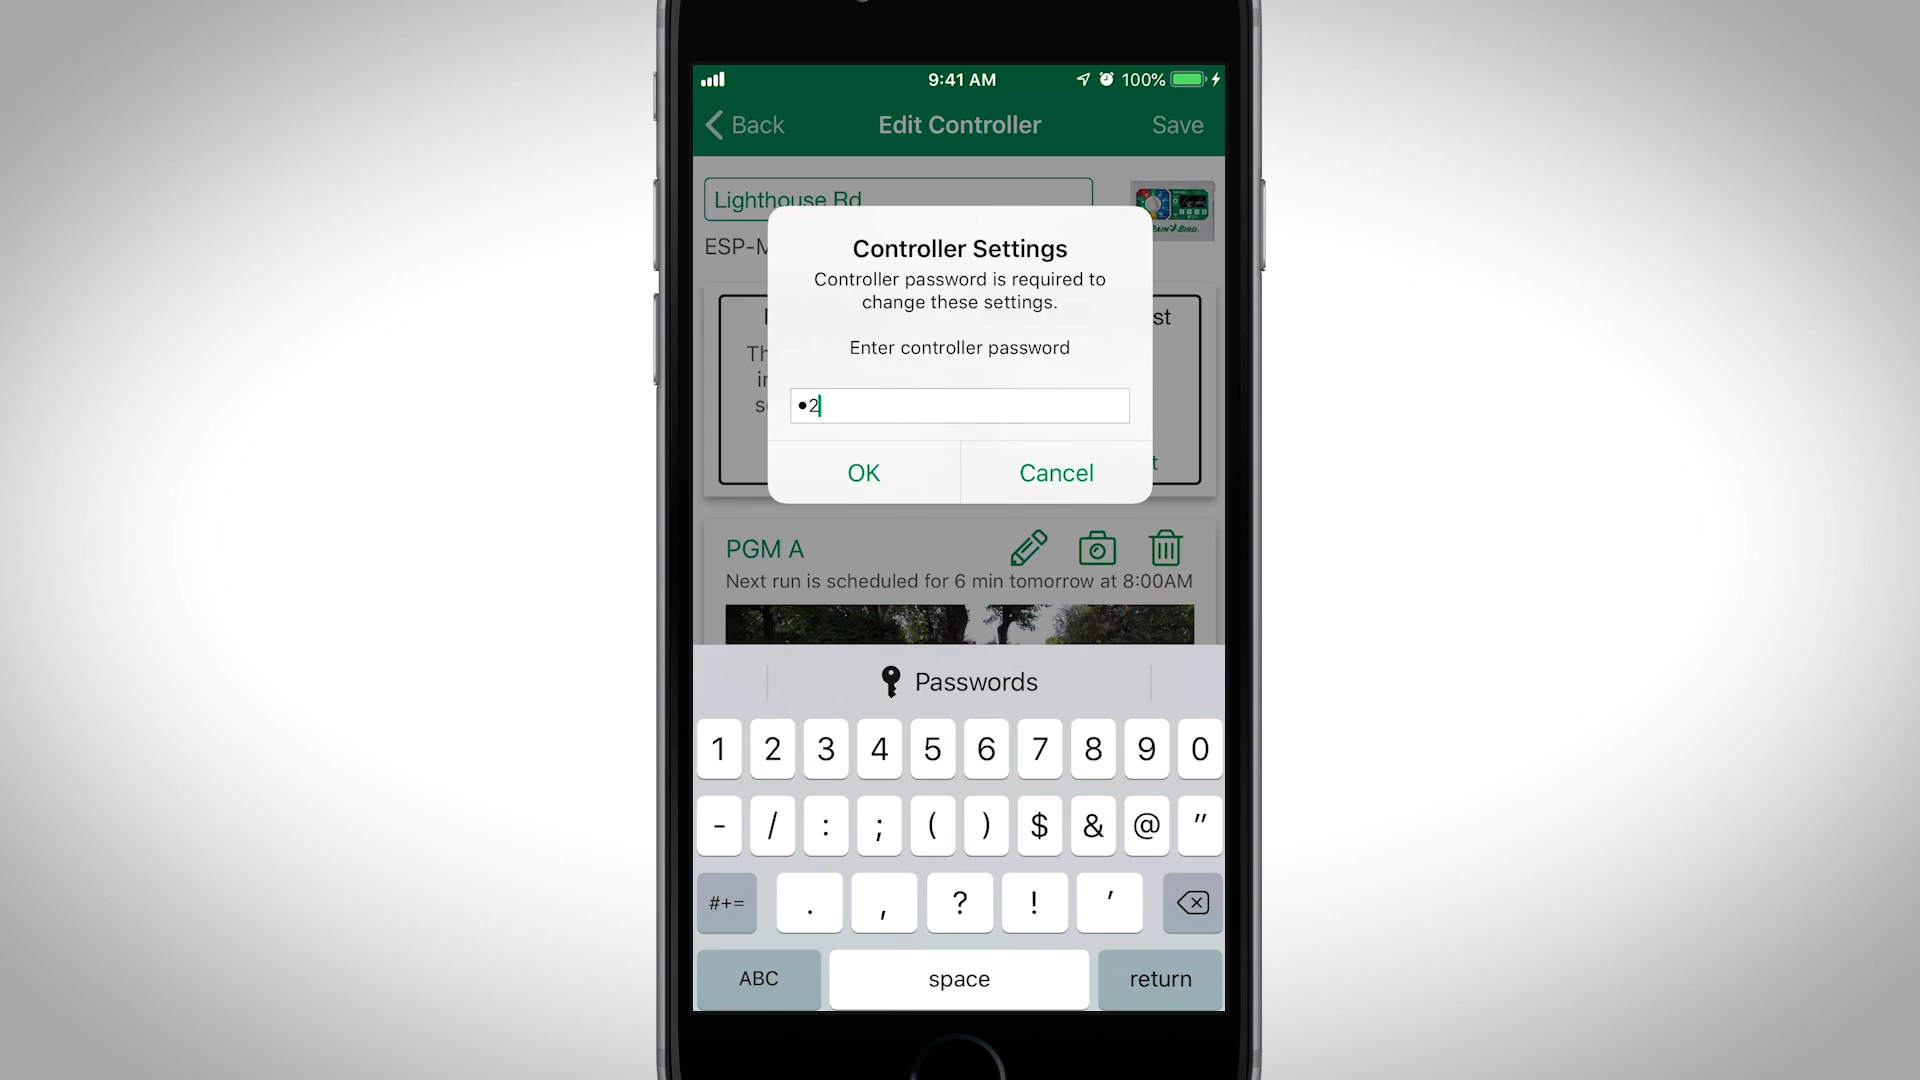 9:41 AM 100%
Back Edit Controller Save
Lighthouse Rd
RAIN BIRD.
Controller Settings
Controller password is required to
change these settings.
Enter controller password
•2
OK Cancel
PGM A
Next run is scheduled for 6 min tomorrow at 8:00AM
Passwords
1 2 3 4 5 6 7 8 9 0
- / : ; ( ) $ & @ "
#+= . , ? ! '
ABC space return